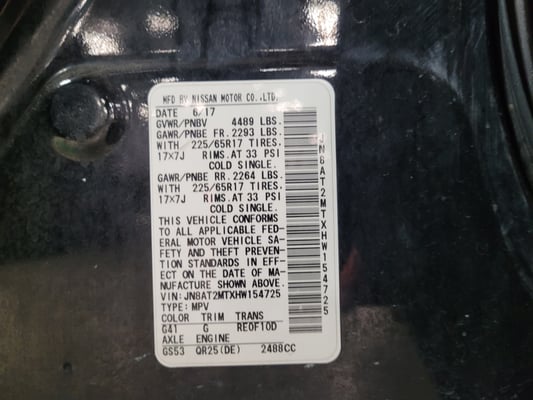 MFD BY NISSAN MOTOR CO.,LTD.
DATE 6/17
GVWR/PNBV 4489 LBS.
GAWR/PNBE FR. 2293 LBS.
WITH 225/65R17 TIRES,
17×7J RIMS.AT 33 PSI
COLD SINGLE.
GAWR/PNBE RR. 2264 LBS.
WITH 225/65R17 TIRES,
17×7J RIMS.AT 33 PSI
COLD SINGLE.
THIS VEHICLE CONFORMS
TO ALL APPLICABLE FED-
ERAL MOTOR VEHICLE SA-
FETY AND THEFT PREVEN-
TION STANDARDS IN EFF-
ECT ON THE DATE OF MA-
NUFACTURE SHOWN ABOVE.
VIN:JN8AT2MTXHW154725
TYPE:MPV
COLOR TRIM TRANS
G41 G RE0F10D
AXLE ENGINE
GS53 QR25(DE) 2488CC
JN8AT2MTXHW154725